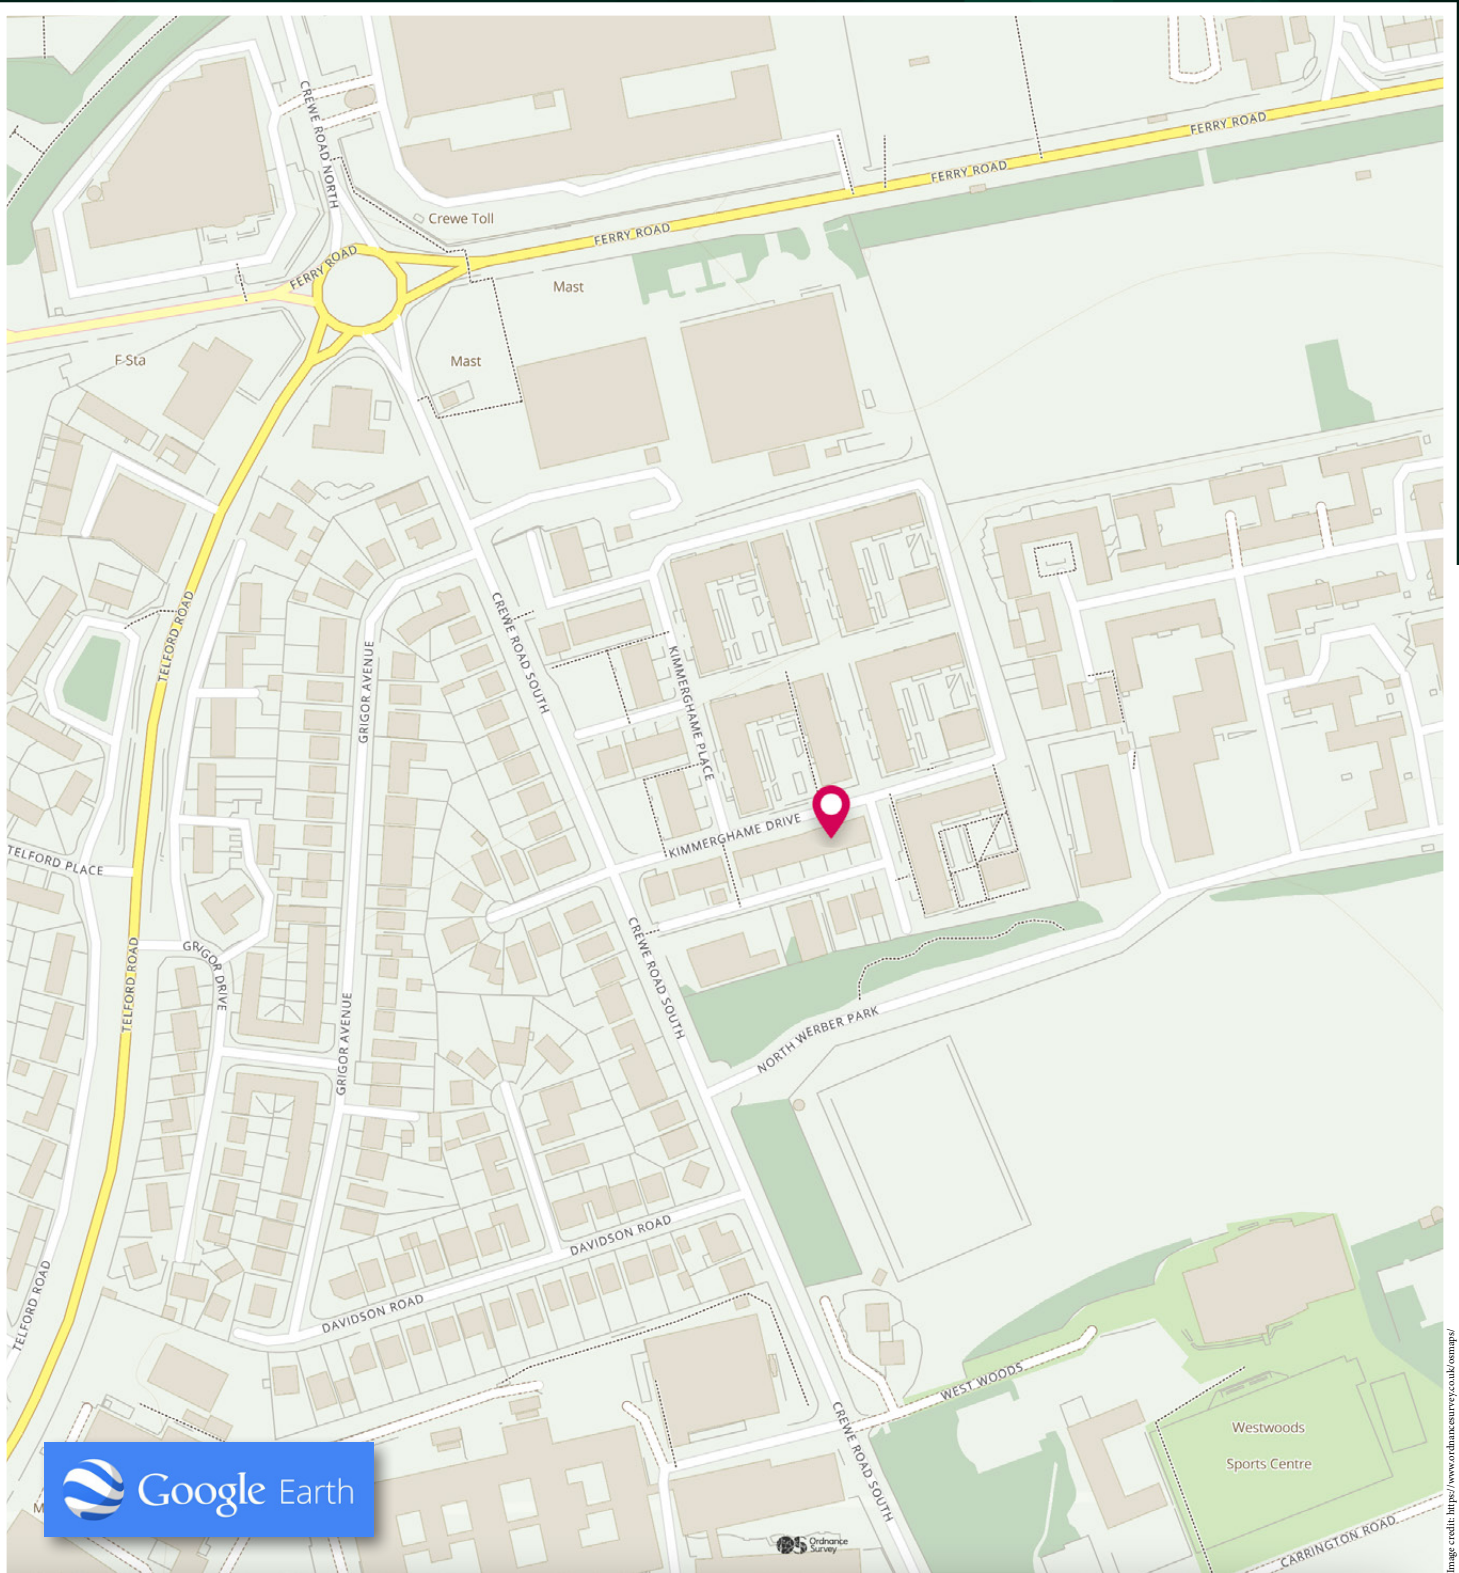 CREWE ROAD NORTH
FERRY ROAD
FERRY ROAD
Crewe Toll
FERRY ROAD
FERRY ROAD
Mast
F Sta
Mast
TELFORD ROAD
CREWE ROAD SOUTH
GRIGOR AVENUE
KIMMERGHAME PLACE
KIMMERGHAME DRIVE
TELFORD PLACE
TELFORD ROAD
GRIGOR DRIVE
CREWE ROAD SOUTH
GRIGOR AVENUE
NORTH WERBER PARK
DAVIDSON ROAD
DAVIDSON ROAD
TELFORD ROAD
WEST WOODS
CREWE ROAD SOUTH
Westwoods
Sports Centre
CARRINGTON ROAD
Google Earth
OS Ordnance
Survey
Image credit: https://www.ordnancesurvey.co.uk/osmaps/